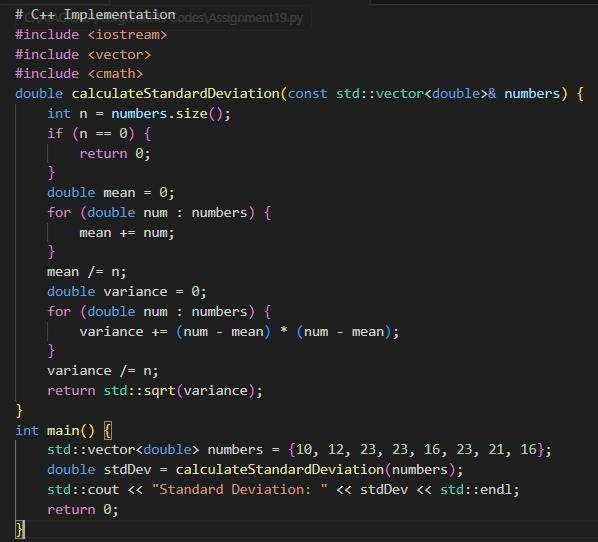 # C++ Implementation
Codes\Assignment19.py
#include <iostream>
#include <vector>
#include <cmath>
double calculateStandardDeviation(const std::vector<double>& numbers) {
    int n = numbers.size();
    if (n == 0) {
        return 0;
    }
    double mean = 0;
    for (double num : numbers) {
        mean += num;
    }
    mean /= n;
    double variance = 0;
    for (double num : numbers) {
        variance += (num - mean) * (num - mean);
    }
    variance /= n;
    return std::sqrt(variance);
}
int main() {
    std::vector<double> numbers = {10, 12, 23, 23, 16, 23, 21, 16};
    double stdDev = calculateStandardDeviation(numbers);
    std::cout << "Standard Deviation: " << stdDev << std::endl;
    return 0;
}